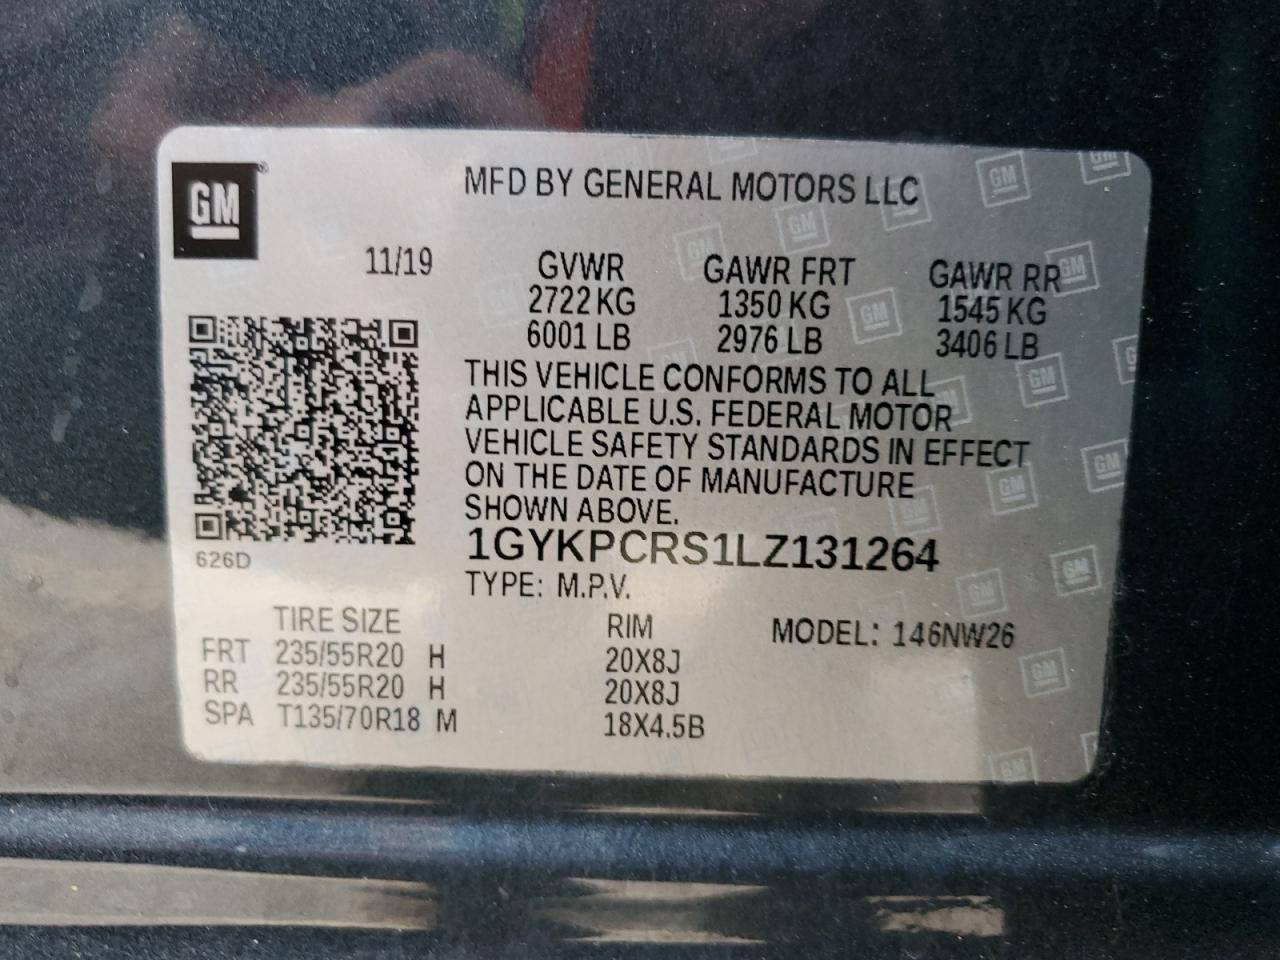 GM
MFD BY GENERAL MOTORS LLC
11/19
GVWR GAWR FRT GAWR RR
2722 KG 1350 KG 1545 KG
6001 LB 2976 LB 3406 LB
THIS VEHICLE CONFORMS TO ALL
APPLICABLE U.S. FEDERAL MOTOR
VEHICLE SAFETY STANDARDS IN EFFECT
ON THE DATE OF MANUFACTURE
SHOWN ABOVE.
626D
1GYKPCRS1LZ131264
TYPE: M.P.V.
TIRE SIZE RIM MODEL: 146NW26
FRT 235/55R20 H 20X8J
RR 235/55R20 H 20X8J
SPA T135/70R18 M 18X4.5B